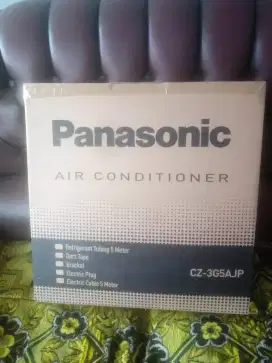 Panasonic
AIR CONDITIONER
Refrigerant Tubing 5 Meter
Duct Tape
Bracket
Electric Plug
Electric Cable 5 Meter
CZ-3G5AJP